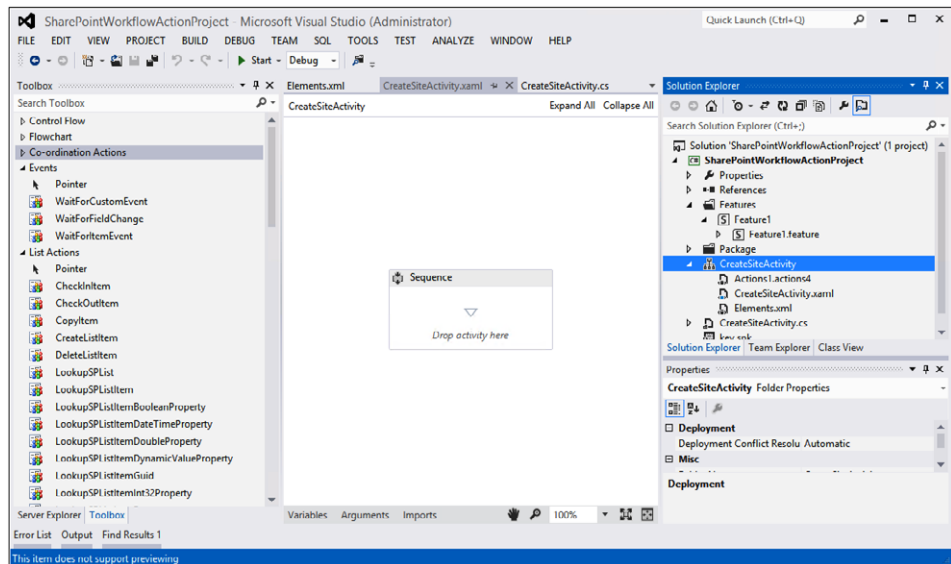 SharePointWorkflowActionProject - Microsoft Visual Studio (Administrator)
Quick Launch (Ctrl+Q)
FILE EDIT VIEW PROJECT BUILD DEBUG TEAM SQL TOOLS TEST ANALYZE WINDOW HELP
Start Debug
Toolbox
Search Toolbox
Control Flow
Flowchart
Co-ordination Actions
Events
Pointer
WaitForCustomEvent
WaitForFieldChange
WaitForItemEvent
List Actions
Pointer
CheckInItem
CheckOutItem
CopyItem
CreateListItem
DeleteListItem
LookupSPList
LookupSPListItem
LookupSPListItemBooleanProperty
LookupSPListItemDateTimeProperty
LookupSPListItemDoubleProperty
LookupSPListItemDynamicValueProperty
LookupSPListItemGuid
LookupSPListItemInt32Property
Server Explorer Toolbox
Elements.xml CreateSiteActivity.xaml CreateSiteActivity.cs
CreateSiteActivity Expand All Collapse All
Sequence
Drop activity here
Variables Arguments Imports 100%
Solution Explorer
Search Solution Explorer (Ctrl+;)
Solution 'SharePointWorkflowActionProject' (1 project)
SharePointWorkflowActionProject
Properties
References
Features
Feature1
Feature1.feature
Package
CreateSiteActivity
Actions1.actions4
CreateSiteActivity.xaml
Elements.xml
CreateSiteActivity.cs
key.snk
Solution Explorer Team Explorer Class View
Properties
CreateSiteActivity Folder Properties
Deployment
Deployment Conflict Resolu Automatic
Misc
Deployment
Error List Output Find Results 1
This item does not support previewing